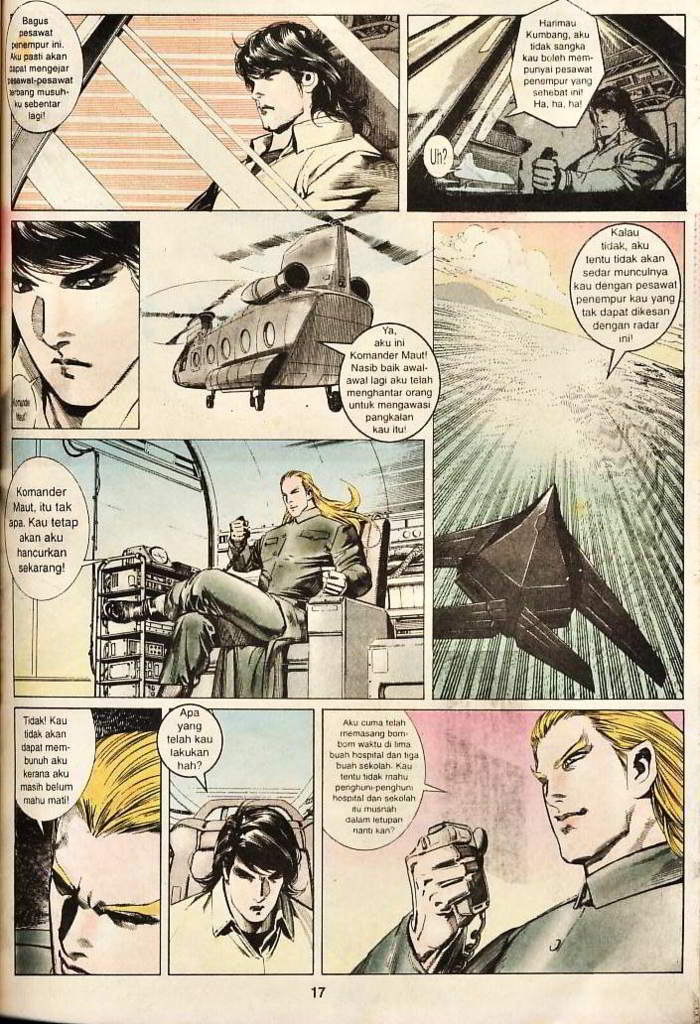 Bagus
pesawat
penempur ini.
Aku pasti akan
dapat mengejar
pesawat-pesawat
terbang musuh-
ku sebentar
lagi!
Harimau
Kumbang, aku
tidak sangka
kau boleh mem-
punyai pesawat
penempur yang
sehebat ini!
Ha, ha, ha!
Uh?
Komander
Maut!
Ya,
aku ini
Komander Maut!
Nasib baik awal-
awal lagi aku telah
menghantar orang
untuk mengawasi
pangkalan
kau itu!
Kalau
tidak, aku
tentu tidak akan
sedar munculnya
kau dengan pesawat
penempur kau yang
tak dapat dikesan
dengan radar
ini!
Komander
Maut, itu tak
apa. Kau tetap
akan aku
hancurkan
sekarang!
Tidak! Kau
tidak akan
dapat mem-
bunuh aku
kerana aku
masih belum
mahu mati!
Apa
yang
telah kau
lakukan
hah?
Aku cuma telah
memasang bom-
bom waktu di lima
buah hospital dan tiga
buah sekolah. Kau
tentu tidak mahu
penghuni-penghuni
hospital dan sekolah
itu musnah
dalam letupan
nanti kan?
17